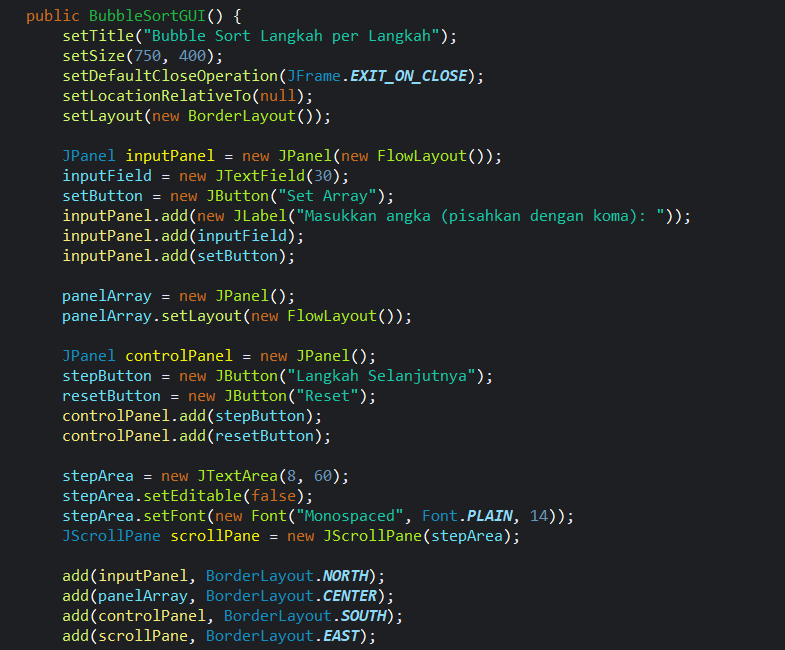 public BubbleSortGUI() {
    setTitle("Bubble Sort Langkah per Langkah");
    setSize(750, 400);
    setDefaultCloseOperation(JFrame.EXIT_ON_CLOSE);
    setLocationRelativeTo(null);
    setLayout(new BorderLayout());

    JPanel inputPanel = new JPanel(new FlowLayout());
    inputField = new JTextField(30);
    setButton = new JButton("Set Array");
    inputPanel.add(new JLabel("Masukkan angka (pisahkan dengan koma): "));
    inputPanel.add(inputField);
    inputPanel.add(setButton);

    panelArray = new JPanel();
    panelArray.setLayout(new FlowLayout());

    JPanel controlPanel = new JPanel();
    stepButton = new JButton("Langkah Selanjutnya");
    resetButton = new JButton("Reset");
    controlPanel.add(stepButton);
    controlPanel.add(resetButton);

    stepArea = new JTextArea(8, 60);
    stepArea.setEditable(false);
    stepArea.setFont(new Font("Monospaced", Font.PLAIN, 14));
    JScrollPane scrollPane = new JScrollPane(stepArea);

    add(inputPanel, BorderLayout.NORTH);
    add(panelArray, BorderLayout.CENTER);
    add(controlPanel, BorderLayout.SOUTH);
    add(scrollPane, BorderLayout.EAST);